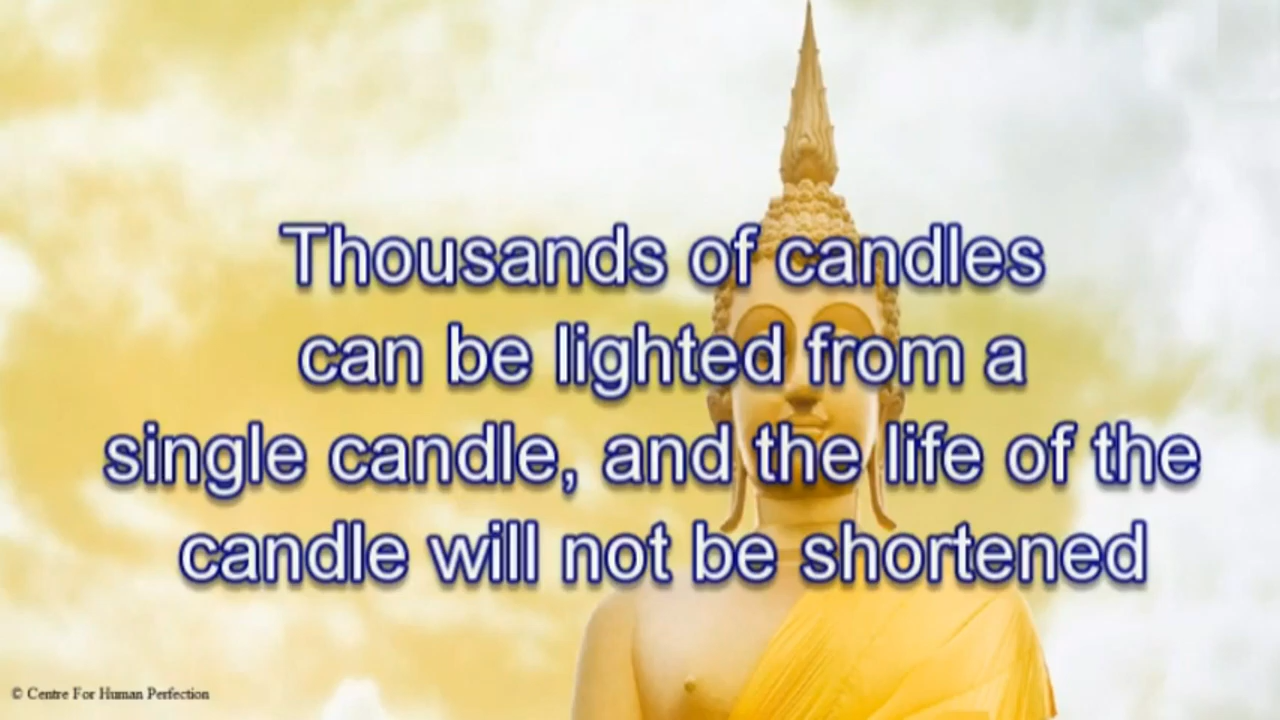 Thousands of candles
can be lighted from a
single candle, and the life of the
candle will not be shortened
© Centre For Human Perfection